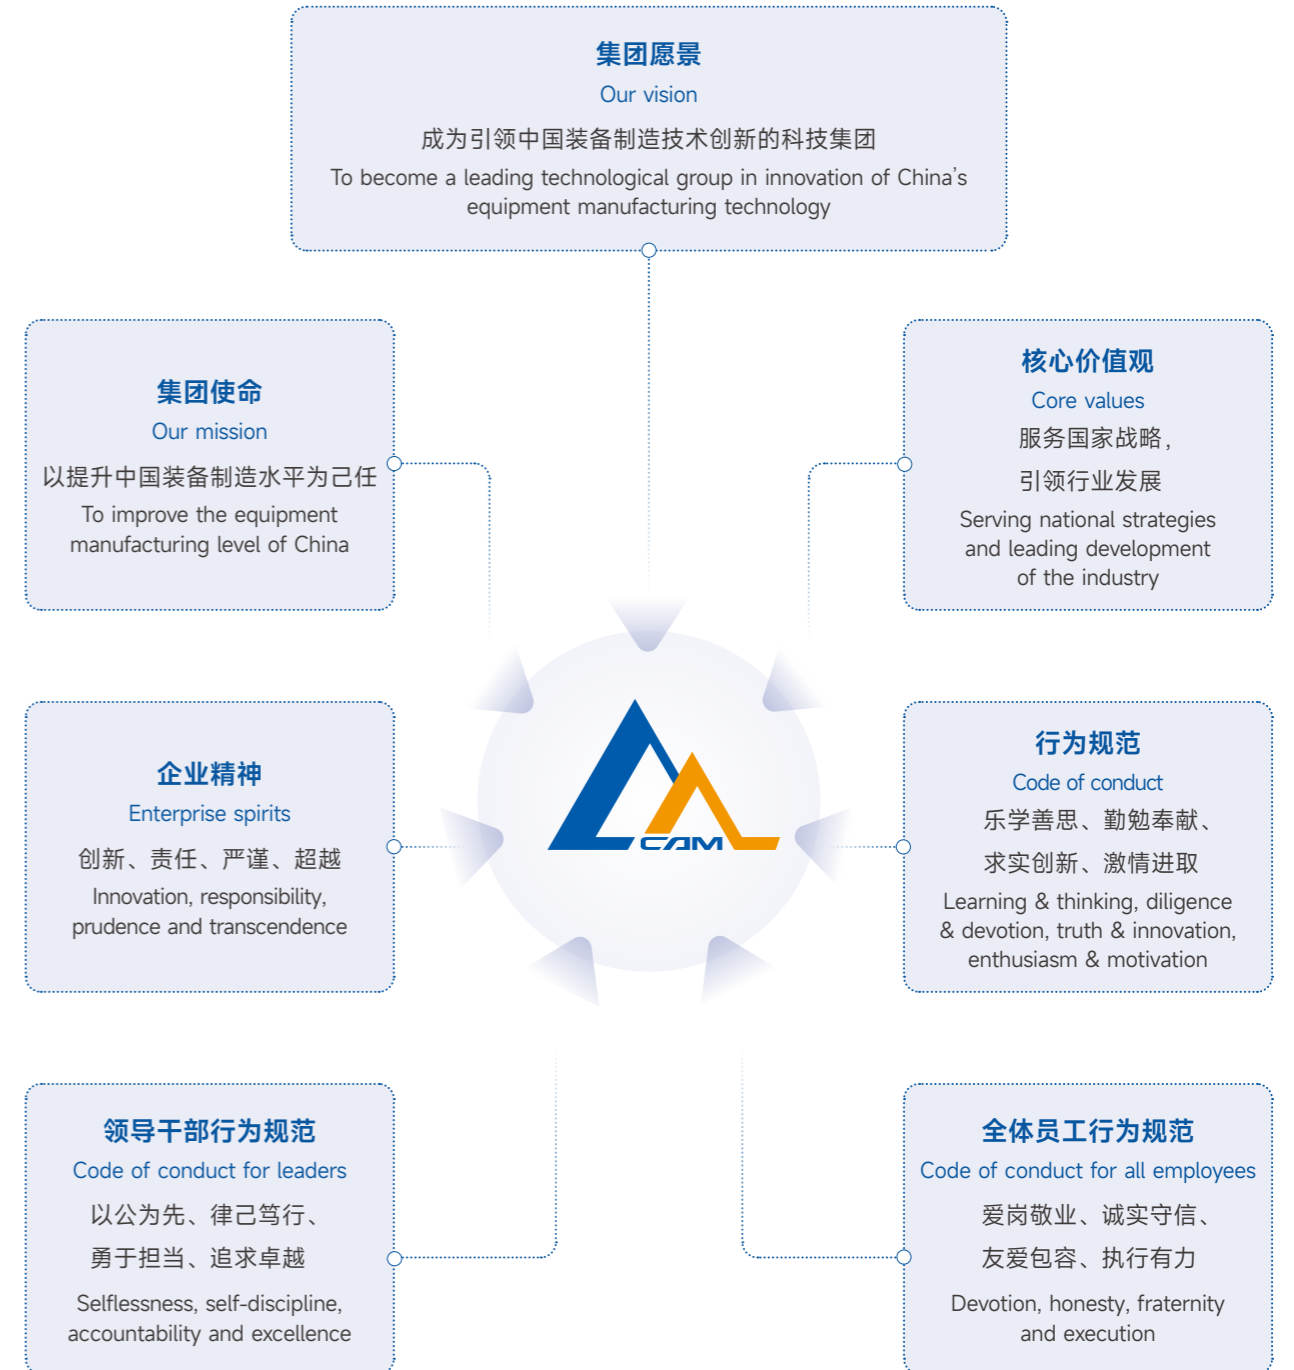 集团愿景
Our vision
成为引领中国装备制造技术创新的科技集团
To become a leading technological group in innovation of China's
equipment manufacturing technology
集团使命
Our mission
以提升中国装备制造水平为己任
To improve the equipment
manufacturing level of China
核心价值观
Core values
服务国家战略,
引领行业发展
Serving national strategies
and leading development
of the industry
企业精神
Enterprise spirits
创新、责任、严谨、超越
Innovation, responsibility,
prudence and transcendence
CAM
行为规范
Code of conduct
乐学善思、勤勉奉献、
求实创新、激情进取
Learning & thinking, diligence
& devotion, truth & innovation,
enthusiasm & motivation
领导干部行为规范
Code of conduct for leaders
以公为先、律己笃行、
勇于担当、追求卓越
Selflessness, self-discipline,
accountability and excellence
全体员工行为规范
Code of conduct for all employees
爱岗敬业、诚实守信、
友爱包容、执行有力
Devotion, honesty, fraternity
and execution